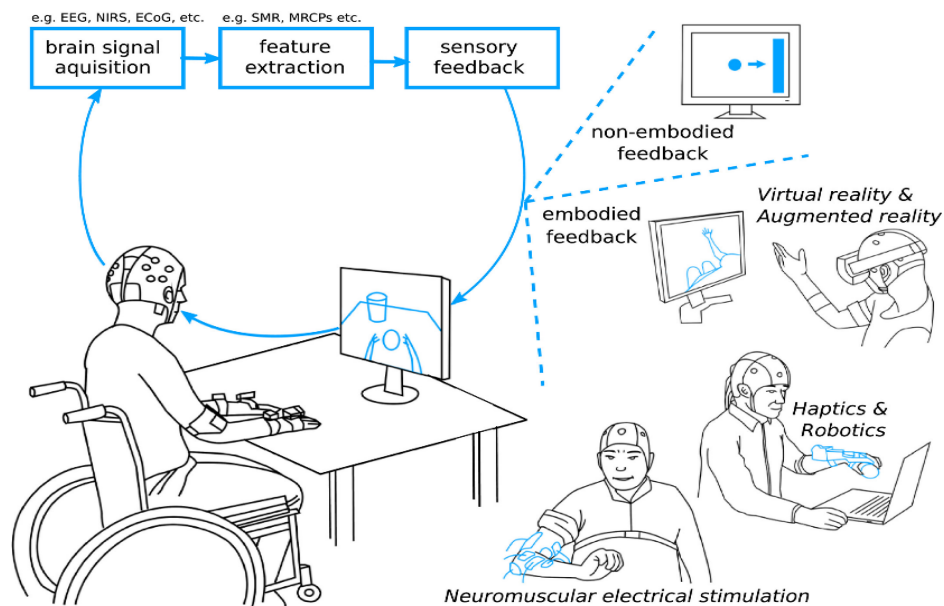 e.g. EEG, NIRS, ECoG, etc.
brain signal
aquisition
e.g. SMR, MRCPs etc.
feature
extraction
sensory
feedback
non-embodied
feedback
embodied
feedback
Virtual reality &
Augmented reality
Haptics &
Robotics
Neuromuscular electrical stimulation